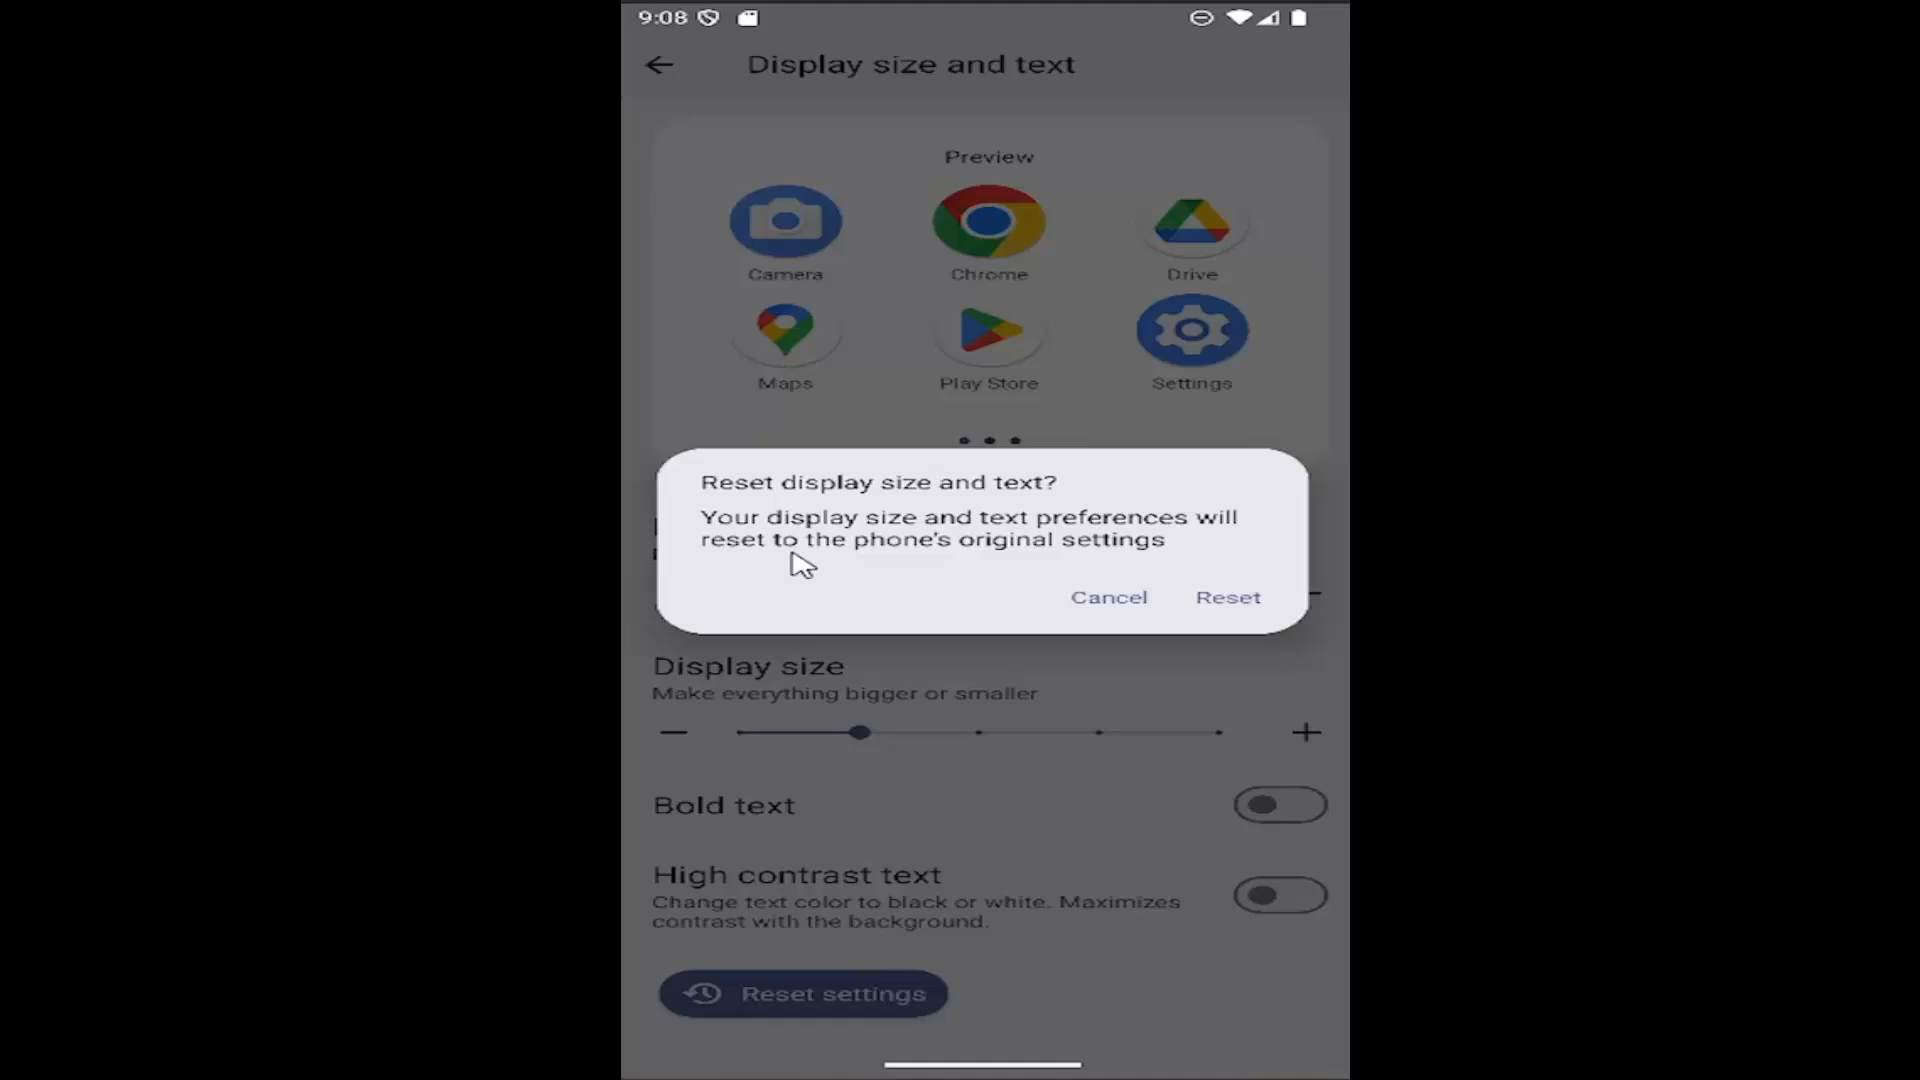 9:08
Display size and text
Preview
Camera
Chrome
Drive
Maps
Play Store
Settings
Reset display size and text?
Your display size and text preferences will
reset to the phone's original settings
Cancel
Reset
Display size
Make everything bigger or smaller
Bold text
High contrast text
Change text color to black or white. Maximizes
contrast with the background.
Reset settings